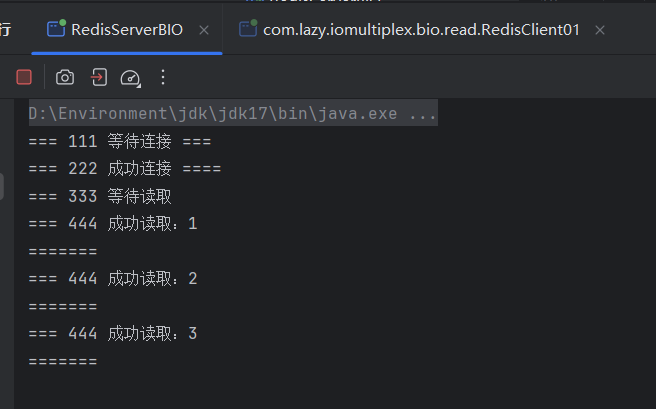 行
RedisServerBIO
com.lazy.iomultiplex.bio.read.RedisClient01
D:\Environment\jdk\jdk17\bin\java.exe ...
=== 111 等待连接 ===
=== 222 成功连接 ====
=== 333 等待读取
=== 444 成功读取：1
=======
=== 444 成功读取：2
=======
=== 444 成功读取：3
=======